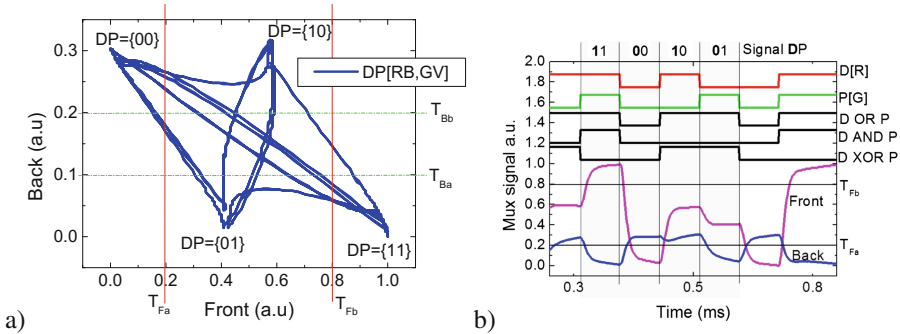 DP={00}
DP={10}
DP[RB,GV]
T_Bb
T_Ba
DP={01}
DP={11}
0.3
0.2
0.1
0.0
Back (a.u)
0.0 0.2 0.4 0.6 0.8 1.0
T_Fa
Front (a.u)
T_Fb
a)
11 00 10 01 Signal DP
2.0
1.8
1.6
1.4
1.2
1.0
0.8
0.6
0.4
0.2
0.0
Mux signal a.u.
D[R]
P[G]
D OR P
D AND P
D XOR P
T_Fb
Front
T_Fa
Back
0.3 0.5 0.8
Time (ms)
b)